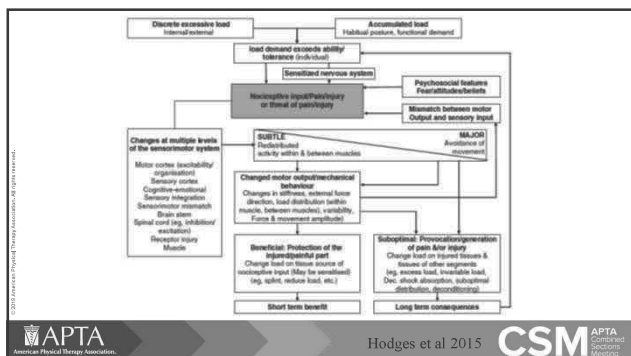 Discrete excessive load
Internal/external
Accumulated load
Habitual posture, functional demand
load demand exceeds ability/
tolerance (individual)
Sensitized nervous system
Nociceptive input/Pain/injury
or threat of pain/injury
Psychosocial features
Fear/attitudes/beliefs
Mismatch between motor
Output and sensory input
Changes at multiple levels
of the sensorimotor system
Motor cortex (excitability/
organisation)
Sensory cortex
Cognitive-emotional
Sensory integration
Sensorimotor mismatch
Brain stem
Spinal cord (eg, inhibition/
excitation)
Receptor injury
Muscle
SUBTLE
Redistributed
activity within & between muscles
MAJOR
Avoidance of
movement
Changed motor output/mechanical
behaviour
Changes in stiffness, external force
direction, load distribution (within
muscle, between muscles), variability,
Force & movement amplitude)
Beneficial: Protection of the
injured/painful part
Change load on tissue source of
nociceptive input (May be sensitised)
(eg, splint, reduce load, etc.)
Suboptimal: Provocation/generation
of pain &/or injury
Change load on injured tissues &
tissues of other segments
(eg, excess load, invariable load,
Dec. shock absorption, suboptimal
distribution, deconditioning)
Short term benefit
Long term consequences
© 2019 American Physical Therapy Association. All rights reserved.
APTA
American Physical Therapy Association.
Hodges et al 2015
CSM
APTA
Combined
Sections
Meeting